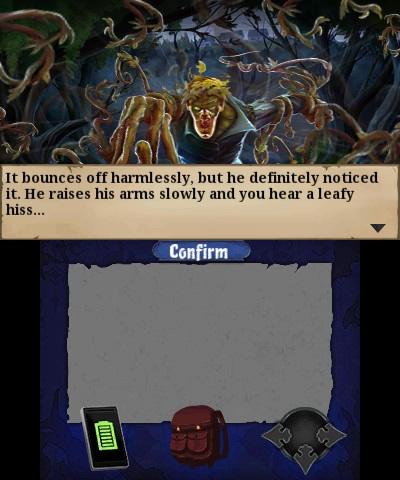 It bounces off harmlessly, but he definitely noticed
it. He raises his arms slowly and you hear a leafy
hiss...
Confirm